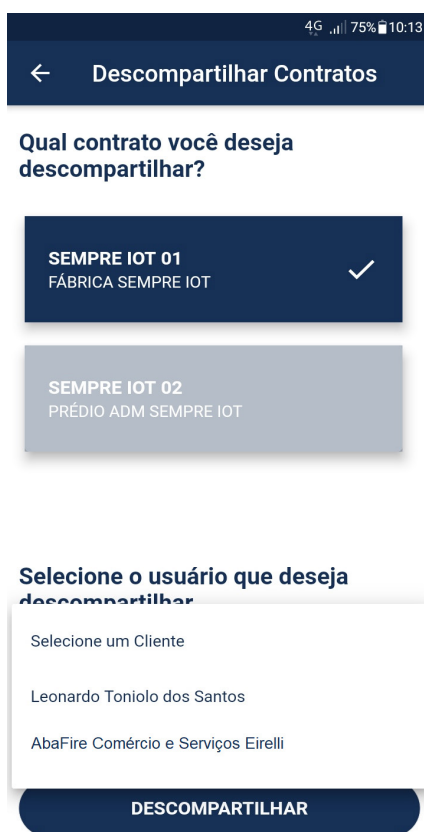 4G 75% 10:13
Descompartilhar Contratos
Qual contrato você deseja
descompartilhar?
SEMPRE IOT 01
FÁBRICA SEMPRE IOT
SEMPRE IOT 02
PRÉDIO ADM SEMPRE IOT
Selecione o usuário que deseja
descompartilhar
Selecione um Cliente
Leonardo Toniolo dos Santos
AbaFire Comércio e Serviços Eirelli
DESCOMPARTILHAR